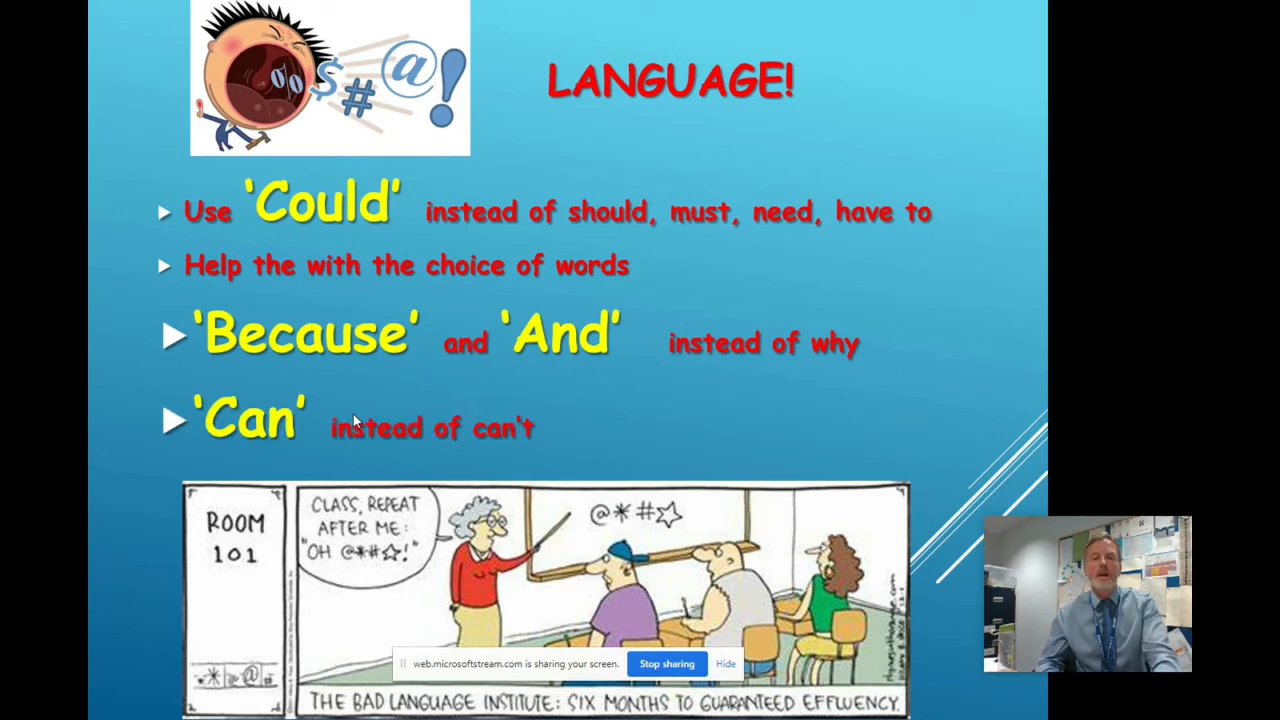 $#@!
LANGUAGE!
Use ‘Could’ instead of should, must, need, have to
Help the with the choice of words
‘Because’ and ‘And’ instead of why
‘Can’ instead of can't
ROOM
101
CLASS, REPEAT
AFTER ME:
"OH @*#☆!"
@*#☆
web.microsoftstream.com is sharing your screen. Stop sharing Hide
THE BAD LANGUAGE INSTITUTE: SIX MONTHS TO GUARANTEED EFFLUENCY.